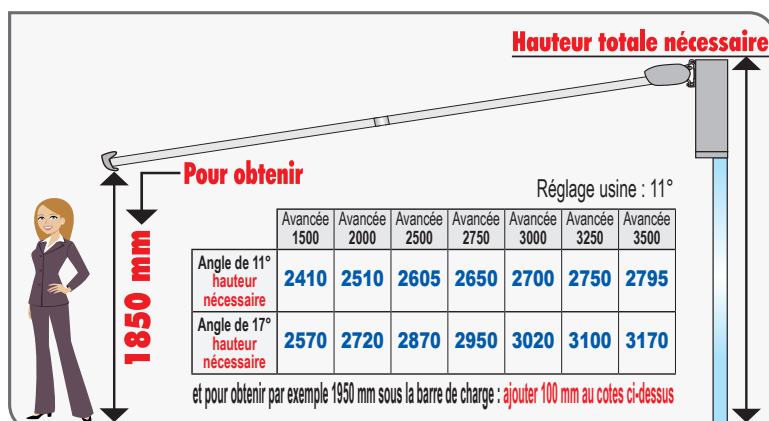 Hauteur totale nécessaire
Pour obtenir
1850 mm
Réglage usine : 11°
Avancée 1500 Avancée 2000 Avancée 2500 Avancée 2750 Avancée 3000 Avancée 3250 Avancée 3500
Angle de 11° hauteur nécessaire 2410 2510 2605 2650 2700 2750 2795
Angle de 17° hauteur nécessaire 2570 2720 2870 2950 3020 3100 3170
et pour obtenir par exemple 1950 mm sous la barre de charge : ajouter 100 mm au cotes ci-dessus